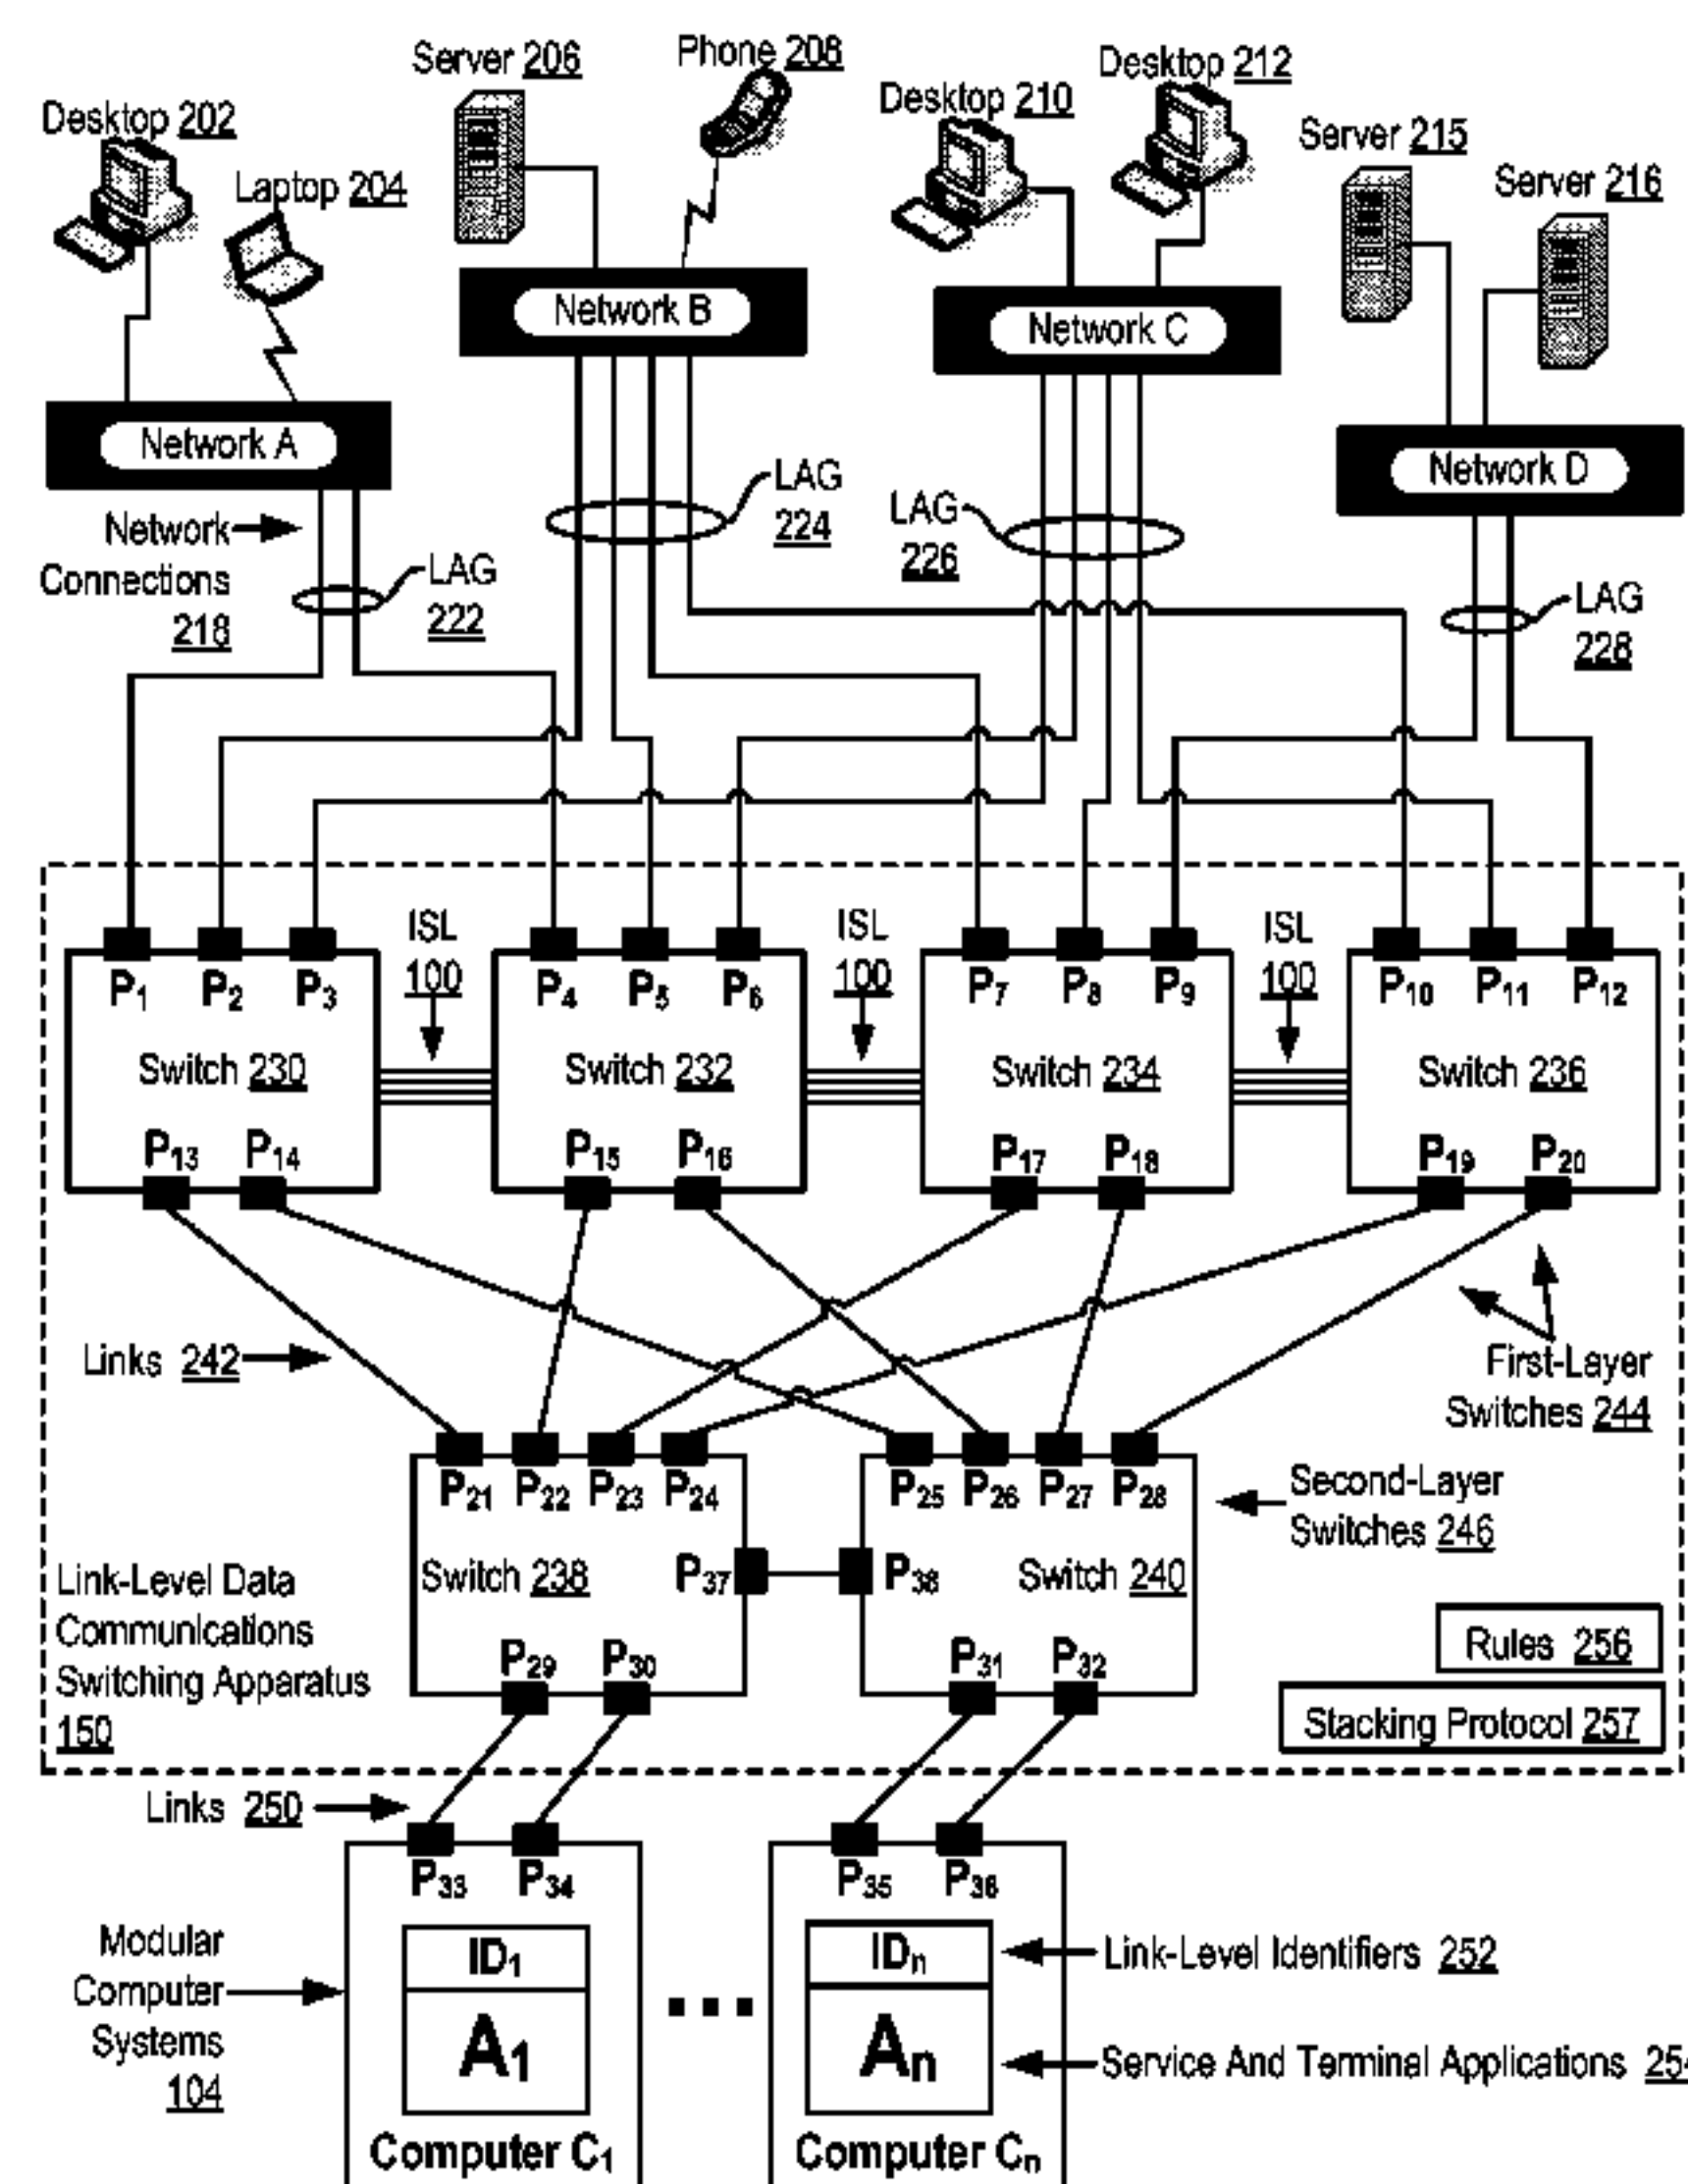 Server 206
Phone 208
Desktop 212
Desktop 210
Desktop 202
Server 215
Laptop 204
Server 216
Network B
Network C
Network A
Network D
LAG
224
LAG
226
Network
Connections
218
LAG
222
LAG
228
ISL
100
ISL
100
ISL
100
P1 P2 P3
P4 P5 P6
P7 P8 P9
P10 P11 P12
Switch 230
Switch 232
Switch 234
Switch 236
P13 P14
P15 P16
P17 P18
P19 P20
Links 242
First-Layer
Switches 244
P21 P22 P23 P24
P25 P26 P27 P28
Second-Layer
Switches 246
Switch 238
P37
P38
Switch 240
Link-Level Data
Communications
Switching Apparatus
150
P29 P30
P31 P32
Rules 256
Stacking Protocol 257
Links 250
P33 P34
P35 P36
Modular
Computer
Systems
104
ID1
A1
IDn
An
Link-Level Identifiers 252
Service And Terminal Applications 254
Computer C1
Computer Cn